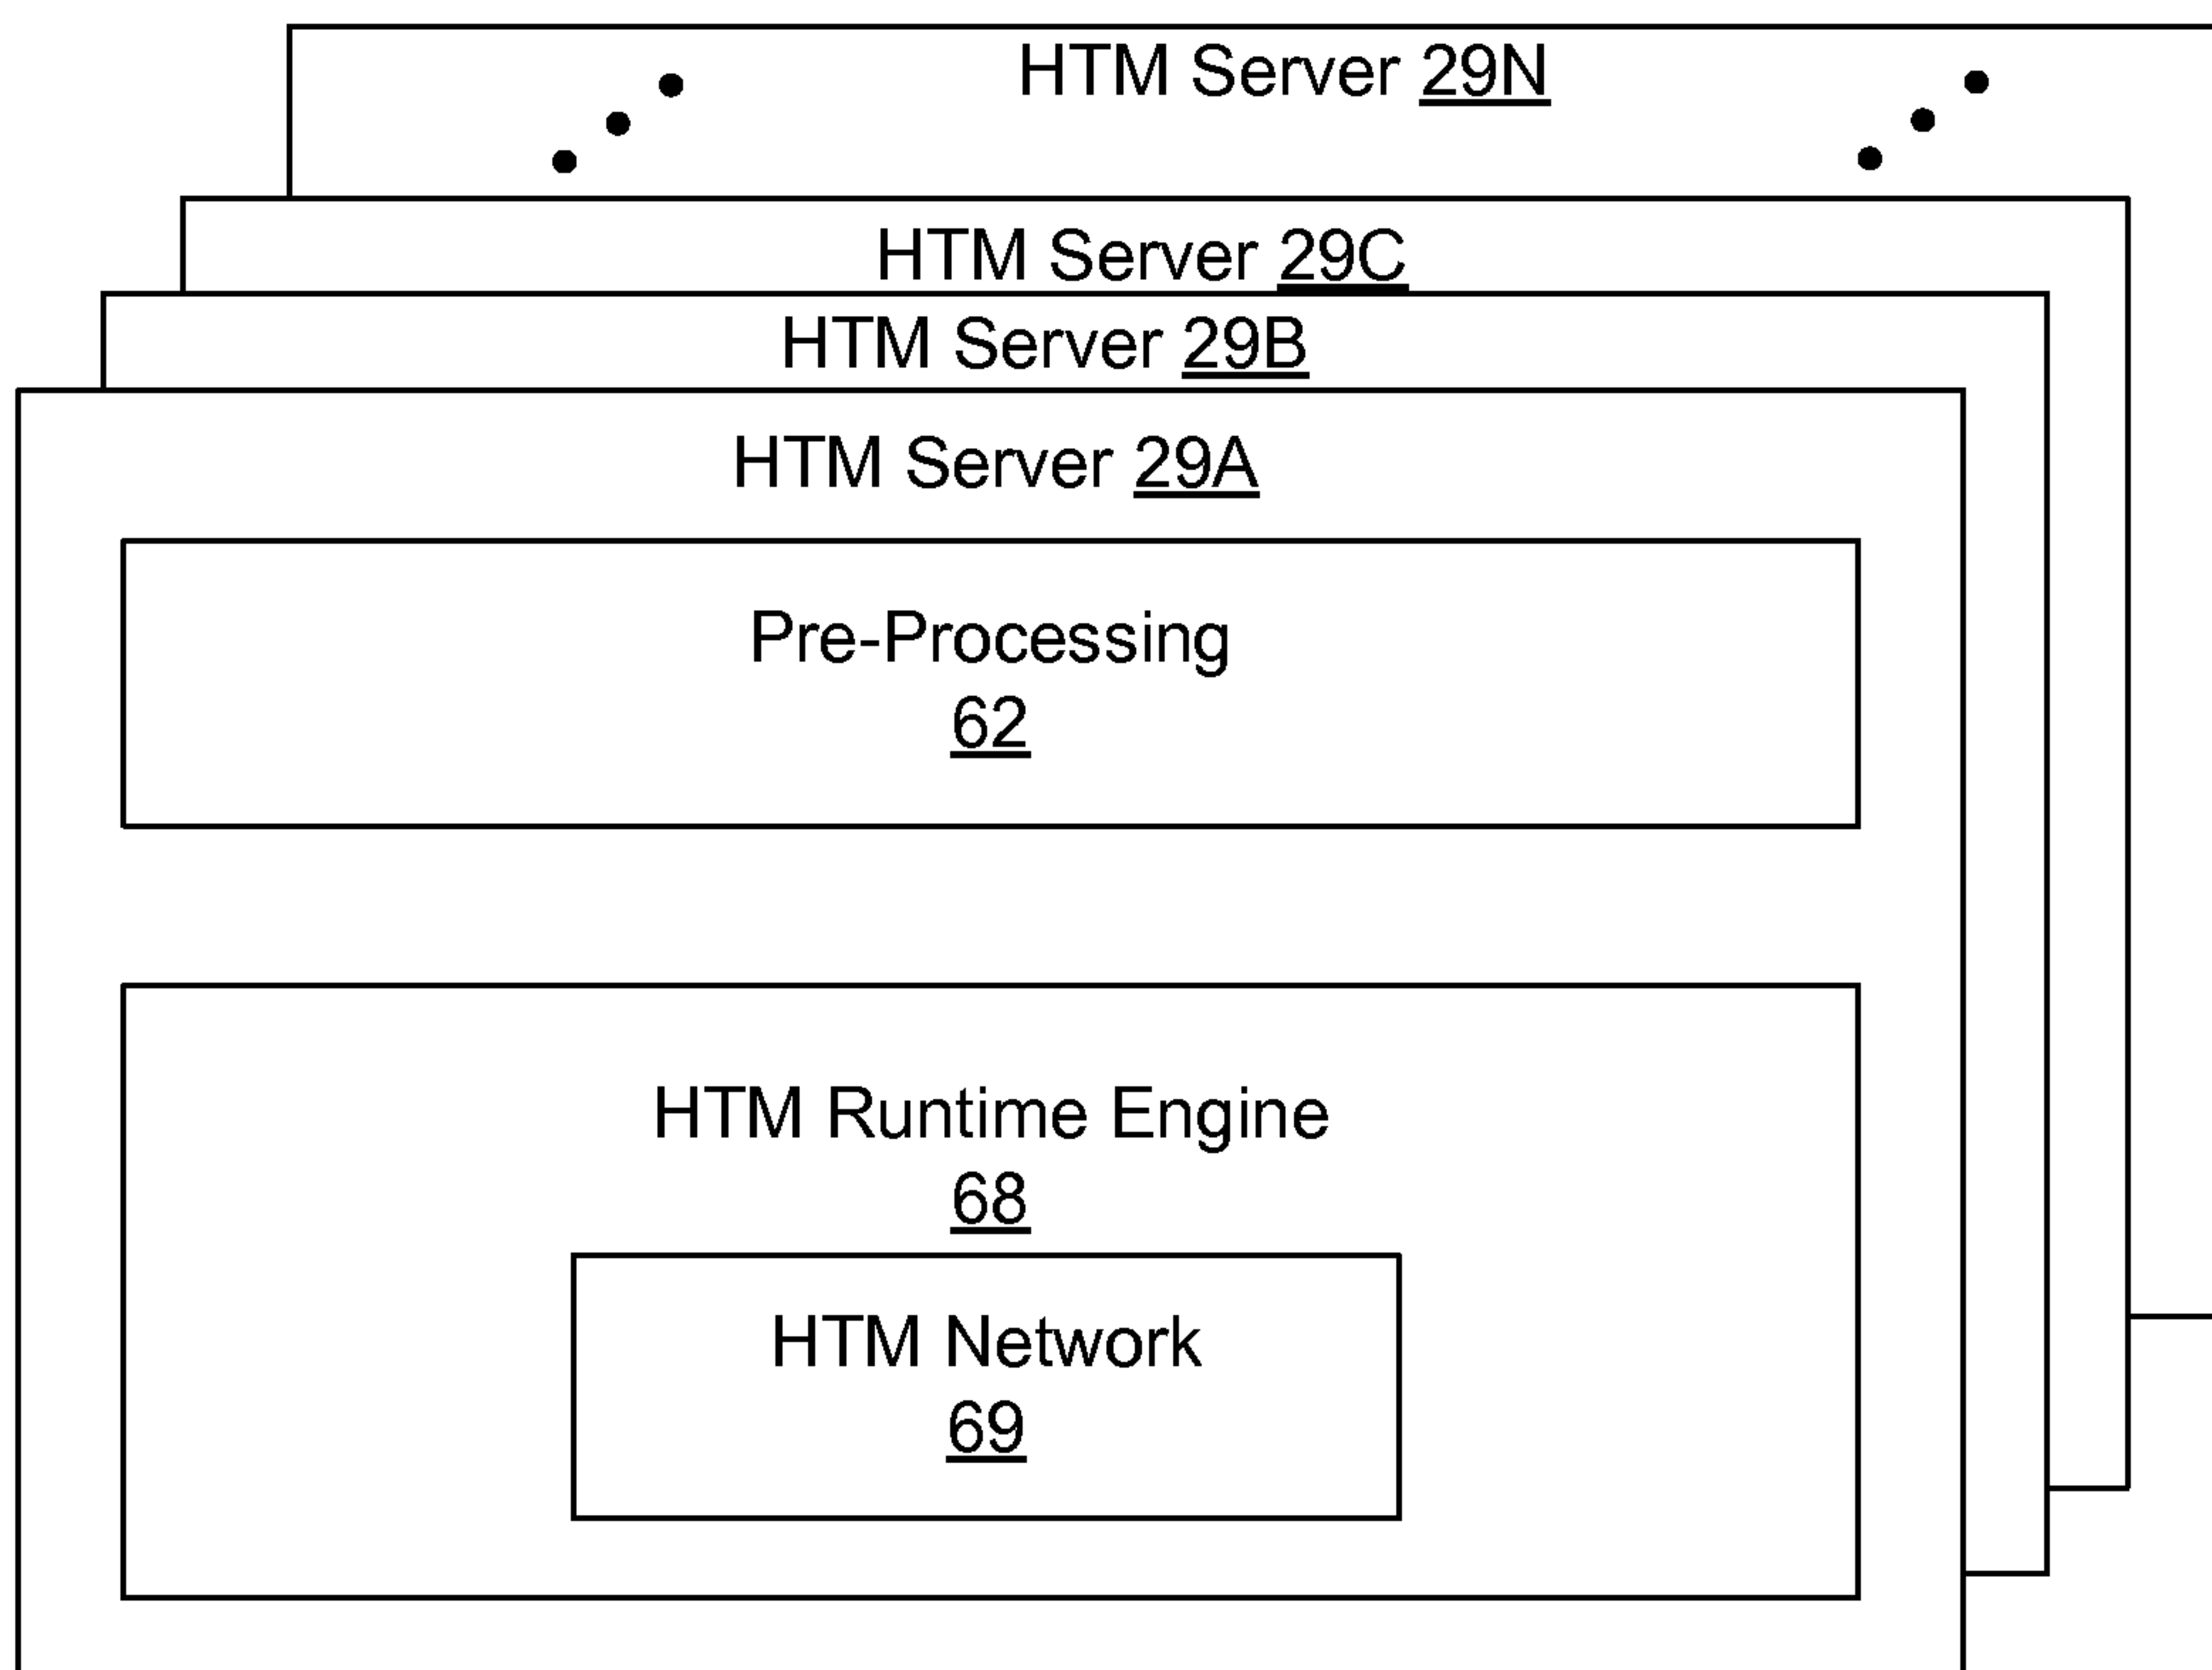 HTM Server 29N
HTM Server 29C
HTM Server 29B
HTM Server 29A
Pre-Processing
62
HTM Runtime Engine
68
HTM Network
69